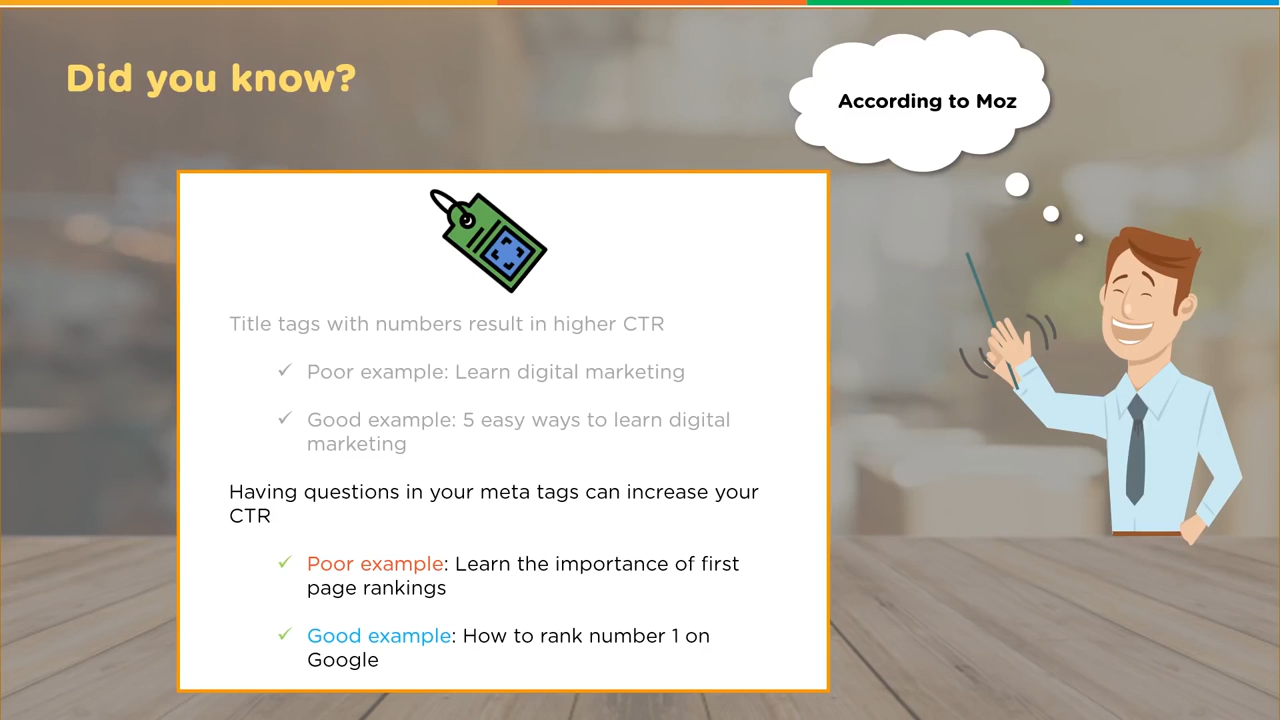 Did you know?
According to Moz
Title tags with numbers result in higher CTR
✓ Poor example: Learn digital marketing
✓ Good example: 5 easy ways to learn digital
marketing
Having questions in your meta tags can increase your
CTR
✓ Poor example: Learn the importance of first
page rankings
✓ Good example: How to rank number 1 on
Google